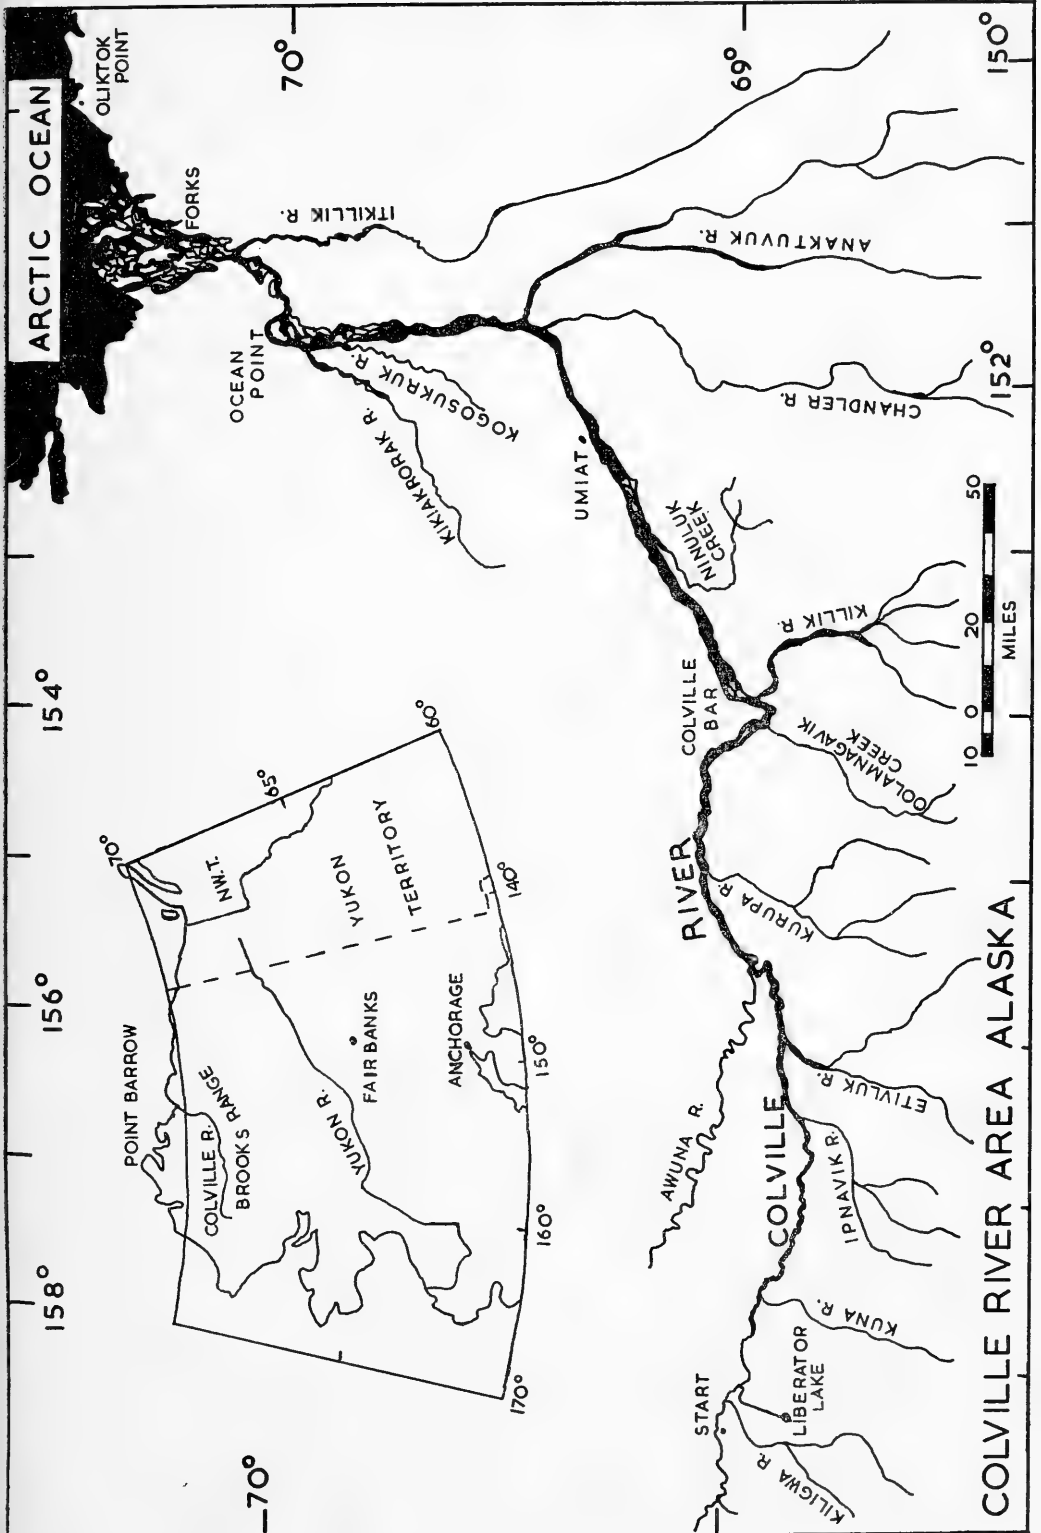 COLVILLE RIVER AREA ALASKA
158°
156°
154°
70°
70°
69°
150°
152°
ARCTIC OCEAN
OLIKTOK
POINT
FORKS
ITKILLIK R.
OCEAN
POINT
KOGOSUKRUK R.
KIKIAKRORAK R.
ANAKTUVUK R.
CHANDLER R.
UMIAT
NINULUK
CREEK
KILLIK R.
COLVILLE
BAR
OOLAMNAGAVIK
CREEK
COLVILLE
RIVER
KURUPA R.
AWUNA R.
ETIVLUK R.
IPNAVIK R.
KUNA R.
START
LIBERATOR
LAKE
KILIGWA R.
10 0 20 50
MILES
POINT BARROW
COLVILLE R.
BROOKS RANGE
YUKON R.
FAIRBANKS
ANCHORAGE
N.W.T.
YUKON
TERRITORY
70°
65°
60°
140°
150°
160°
170°